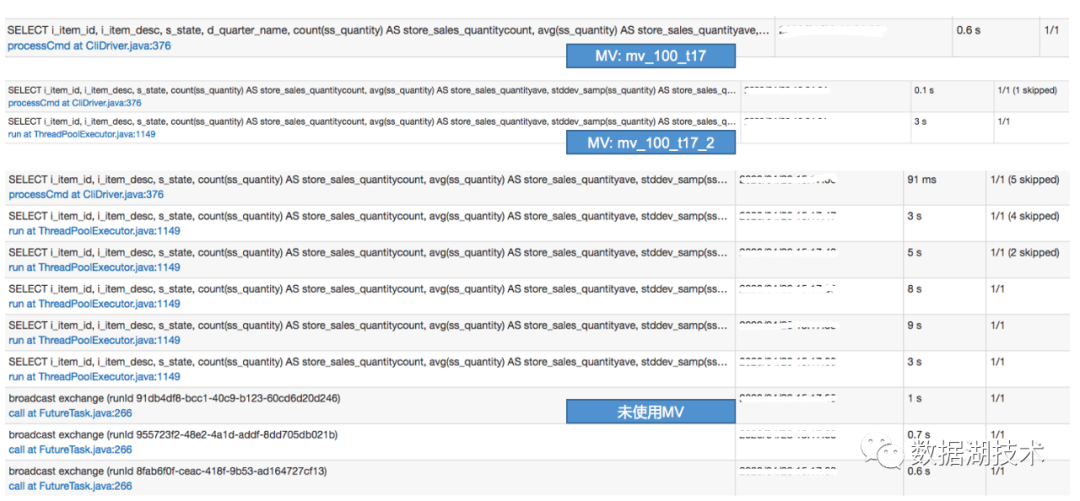 SELECT i_item_id, i_item_desc, s_state, d_quarter_name, count(ss_quantity) AS store_sales_quantitycount, avg(ss_quantity) AS store_sales_quantityave,... 0.6 s 1/1
processCmd at CliDriver.java:376
MV: mv_100_t17
SELECT i_item_id, i_item_desc, s_state, count(ss_quantity) AS store_sales_quantitycount, avg(ss_quantity) AS store_sales_quantityave, stddev_samp(ss_quantity) AS store_sales_q... 0.1 s 1/1 (1 skipped)
processCmd at CliDriver.java:376
SELECT i_item_id, i_item_desc, s_state, count(ss_quantity) AS store_sales_quantitycount, avg(ss_quantity) AS store_sales_quantityave, stddev_samp(ss_quantity) AS store_sales_q... 3 s 1/1
run at ThreadPoolExecutor.java:1149
MV: mv_100_t17_2
SELECT i_item_id, i_item_desc, s_state, count(ss_quantity) AS store_sales_quantitycount, avg(ss_quantity) AS store_sales_quantityave, stddev_samp(ss... 91 ms 1/1 (5 skipped)
processCmd at CliDriver.java:376
SELECT i_item_id, i_item_desc, s_state, count(ss_quantity) AS store_sales_quantitycount, avg(ss_quantity) AS store_sales_quantityave, stddev_samp(ss... 3 s 1/1 (4 skipped)
run at ThreadPoolExecutor.java:1149
SELECT i_item_id, i_item_desc, s_state, count(ss_quantity) AS store_sales_quantitycount, avg(ss_quantity) AS store_sales_quantityave, stddev_samp(ss... 5 s 1/1 (2 skipped)
run at ThreadPoolExecutor.java:1149
SELECT i_item_id, i_item_desc, s_state, count(ss_quantity) AS store_sales_quantitycount, avg(ss_quantity) AS store_sales_quantityave, stddev_samp(ss... 8 s 1/1
run at ThreadPoolExecutor.java:1149
SELECT i_item_id, i_item_desc, s_state, count(ss_quantity) AS store_sales_quantitycount, avg(ss_quantity) AS store_sales_quantityave, stddev_samp(ss... 9 s 1/1
run at ThreadPoolExecutor.java:1149
SELECT i_item_id, i_item_desc, s_state, count(ss_quantity) AS store_sales_quantitycount, avg(ss_quantity) AS store_sales_quantityave, stddev_samp(ss... 3 s 1/1
run at ThreadPoolExecutor.java:1149
broadcast exchange (runId 91db4df8-bcc1-40c9-b123-60cd6d20d246) 1 s 1/1
call at FutureTask.java:266
未使用MV
broadcast exchange (runId 955723f2-48e2-4a1d-addf-8dd705db021b) 0.7 s 1/1
call at FutureTask.java:266
数据湖技术
broadcast exchange (runId 8fab6f0f-ceac-418f-9b53-ad164727cf13) 0.6 s 1/1
call at FutureTask.java:266